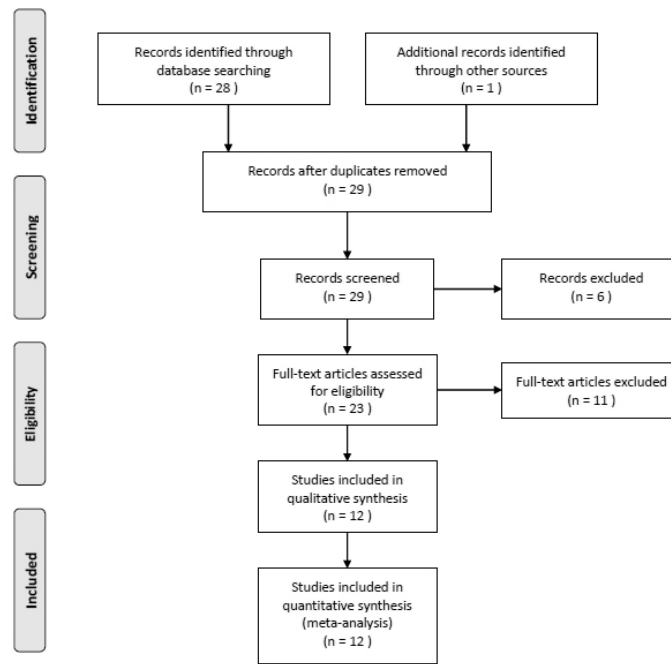 Identification
Records identified through
database searching
(n = 28 )
Additional records identified
through other sources
(n = 1 )
Records after duplicates removed
(n = 29 )
Screening
Records screened
(n = 29 )
Records excluded
(n = 6 )
Eligibility
Full-text articles assessed
for eligibility
(n = 23 )
Full-text articles excluded
(n = 11 )
Studies included in
qualitative synthesis
(n = 12 )
Included
Studies included in
quantitative synthesis
(meta-analysis)
(n = 12 )